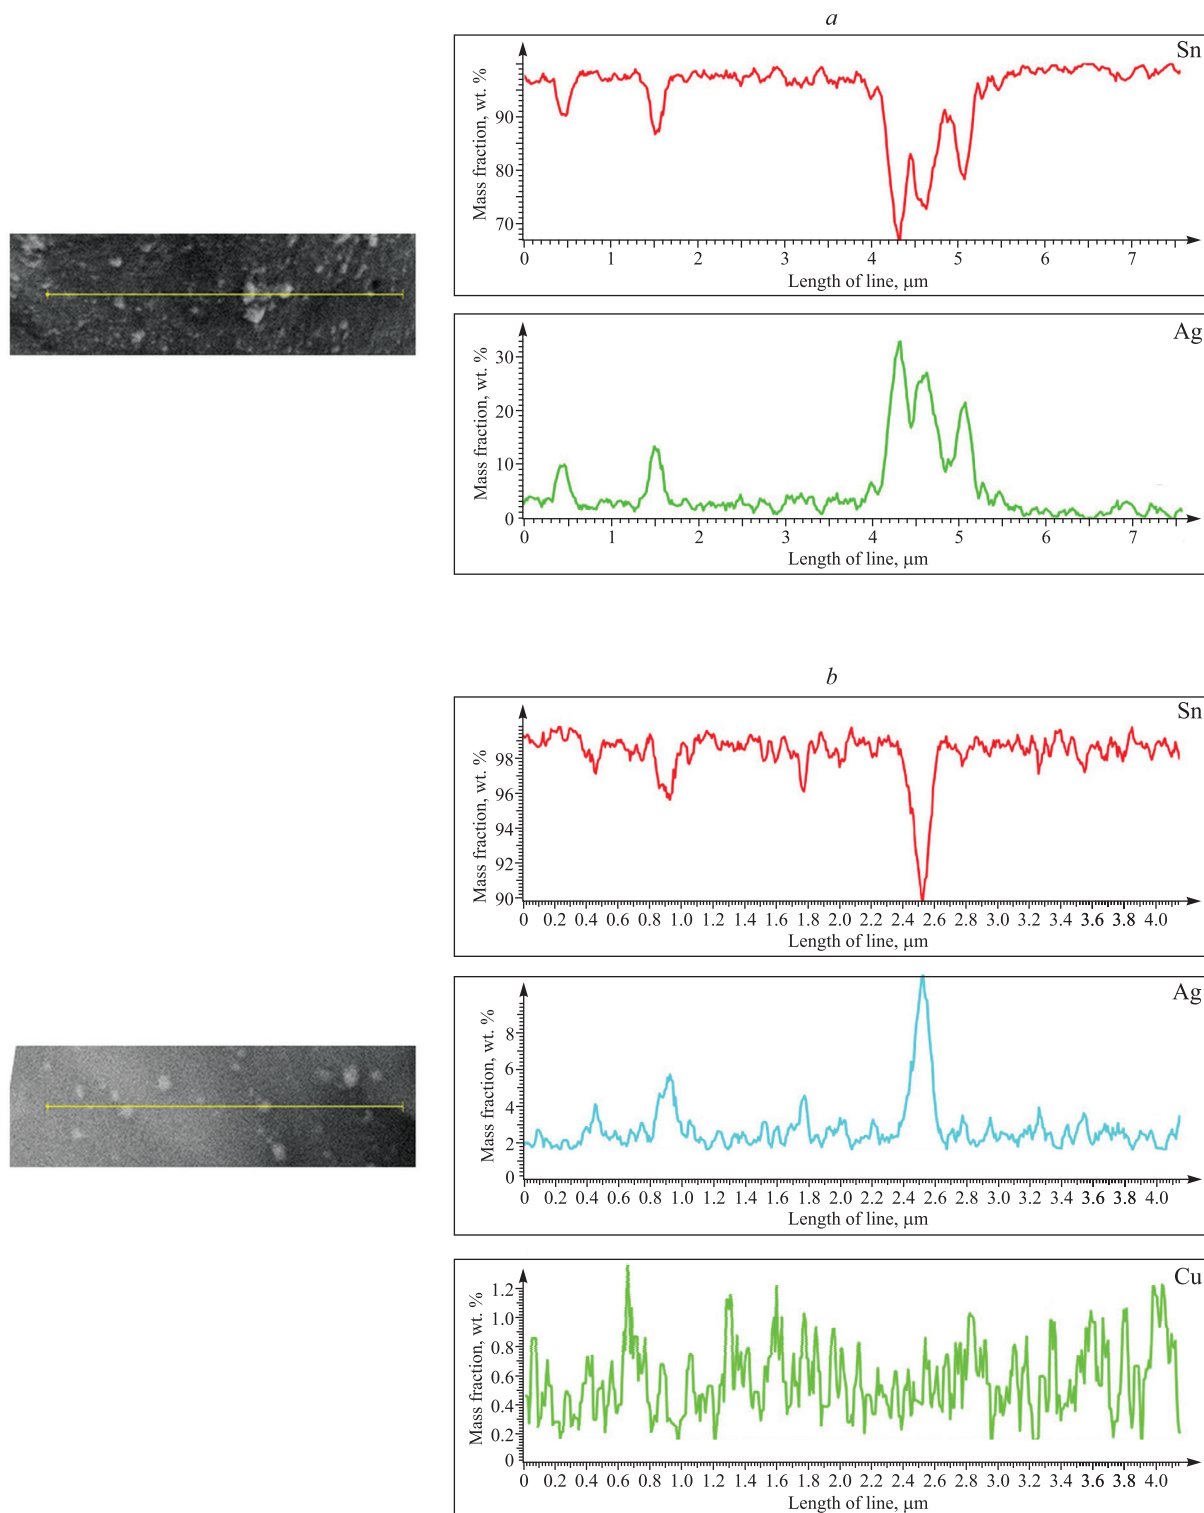 a
Sn
Mass fraction, wt. %
90
80
70
0 1 2 3 4 5 6 7
Length of line, μm
Ag
Mass fraction, wt. %
30
20
10
0
0 1 2 3 4 5 6 7
Length of line, μm
b
Sn
Mass fraction, wt. %
98
96
94
92
90
0 0.2 0.4 0.6 0.8 1.0 1.2 1.4 1.6 1.8 2.0 2.2 2.4 2.6 2.8 3.0 3.2 3.4 3.6 3.8 4.0
Length of line, μm
Ag
Mass fraction, wt. %
8
6
4
2
0
0 0.2 0.4 0.6 0.8 1.0 1.2 1.4 1.6 1.8 2.0 2.2 2.4 2.6 2.8 3.0 3.2 3.4 3.6 3.8 4.0
Length of line, μm
Cu
Mass fraction, wt. %
1.2
1.0
0.8
0.6
0.4
0.2
0
0 0.2 0.4 0.6 0.8 1.0 1.2 1.4 1.6 1.8 2.0 2.2 2.4 2.6 2.8 3.0 3.2 3.4 3.6 3.8 4.0
Length of line, μm